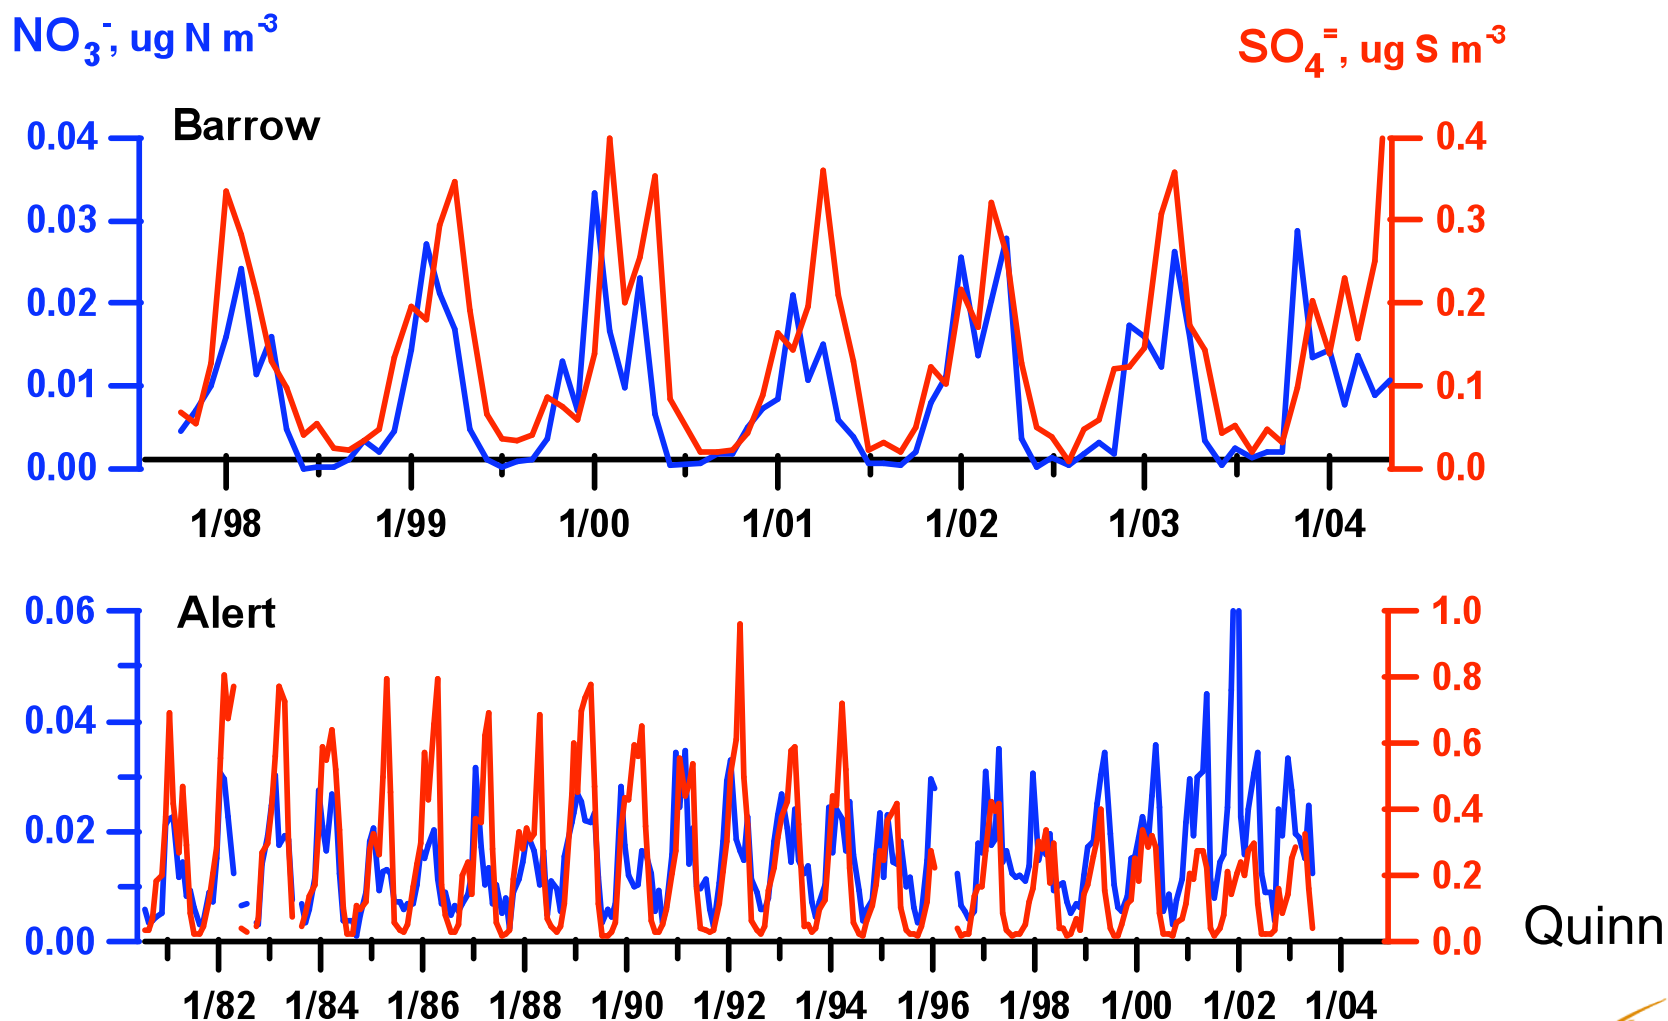 NO₃⁻, ug N m⁻³
SO₄⁼, ug S m⁻³
Barrow
0.04
0.03
0.02
0.01
0.00
0.4
0.3
0.2
0.1
0.0
1/98 1/99 1/00 1/01 1/02 1/03 1/04
Alert
0.06
0.04
0.02
0.00
1.0
0.8
0.6
0.4
0.2
0.0
Quinn
1/82 1/84 1/86 1/88 1/90 1/92 1/94 1/96 1/98 1/00 1/02 1/04